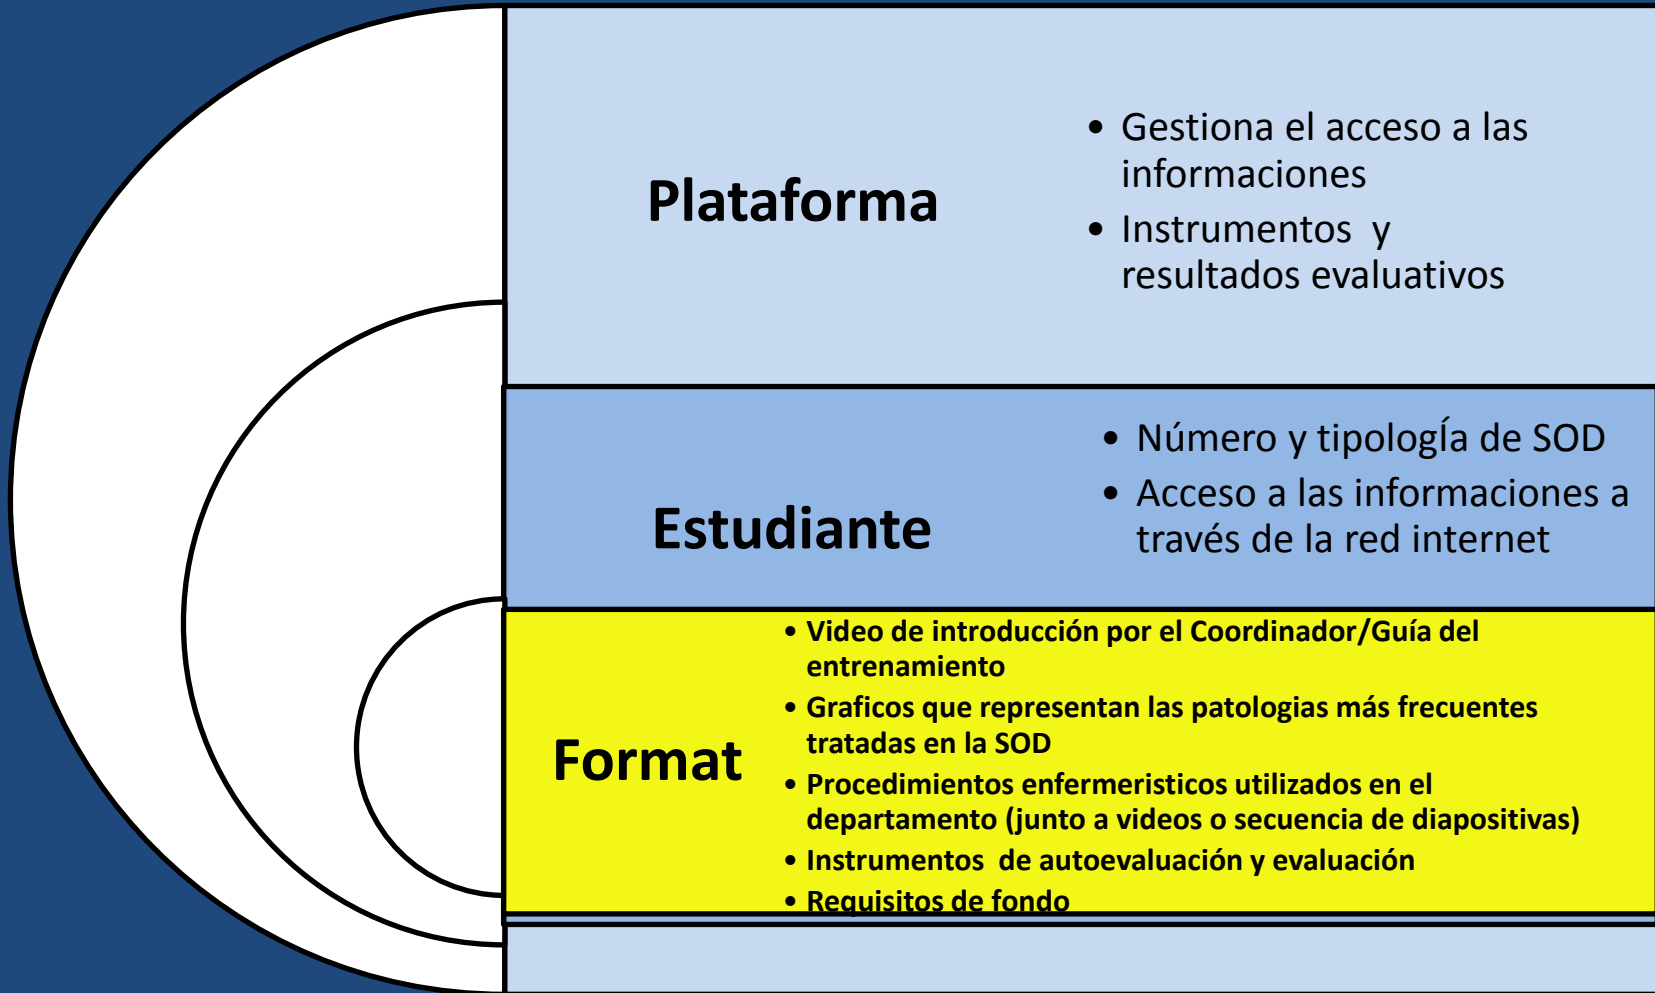 Plataforma
• Gestiona el acceso a las
informaciones
• Instrumentos y
resultados evaluativos
Estudiante
• Número y tipologÍa de SOD
• Acceso a las informaciones a
través de la red internet
Format
• Video de introducción por el Coordinador/Guía del
entrenamiento
• Graficos que representan las patologias más frecuentes
tratadas en la SOD
• Procedimientos enfermeristicos utilizados en el
departamento (junto a videos o secuencia de diapositivas)
• Instrumentos de autoevaluación y evaluación
• Requisitos de fondo